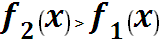 f₂(x) > f₁(x)